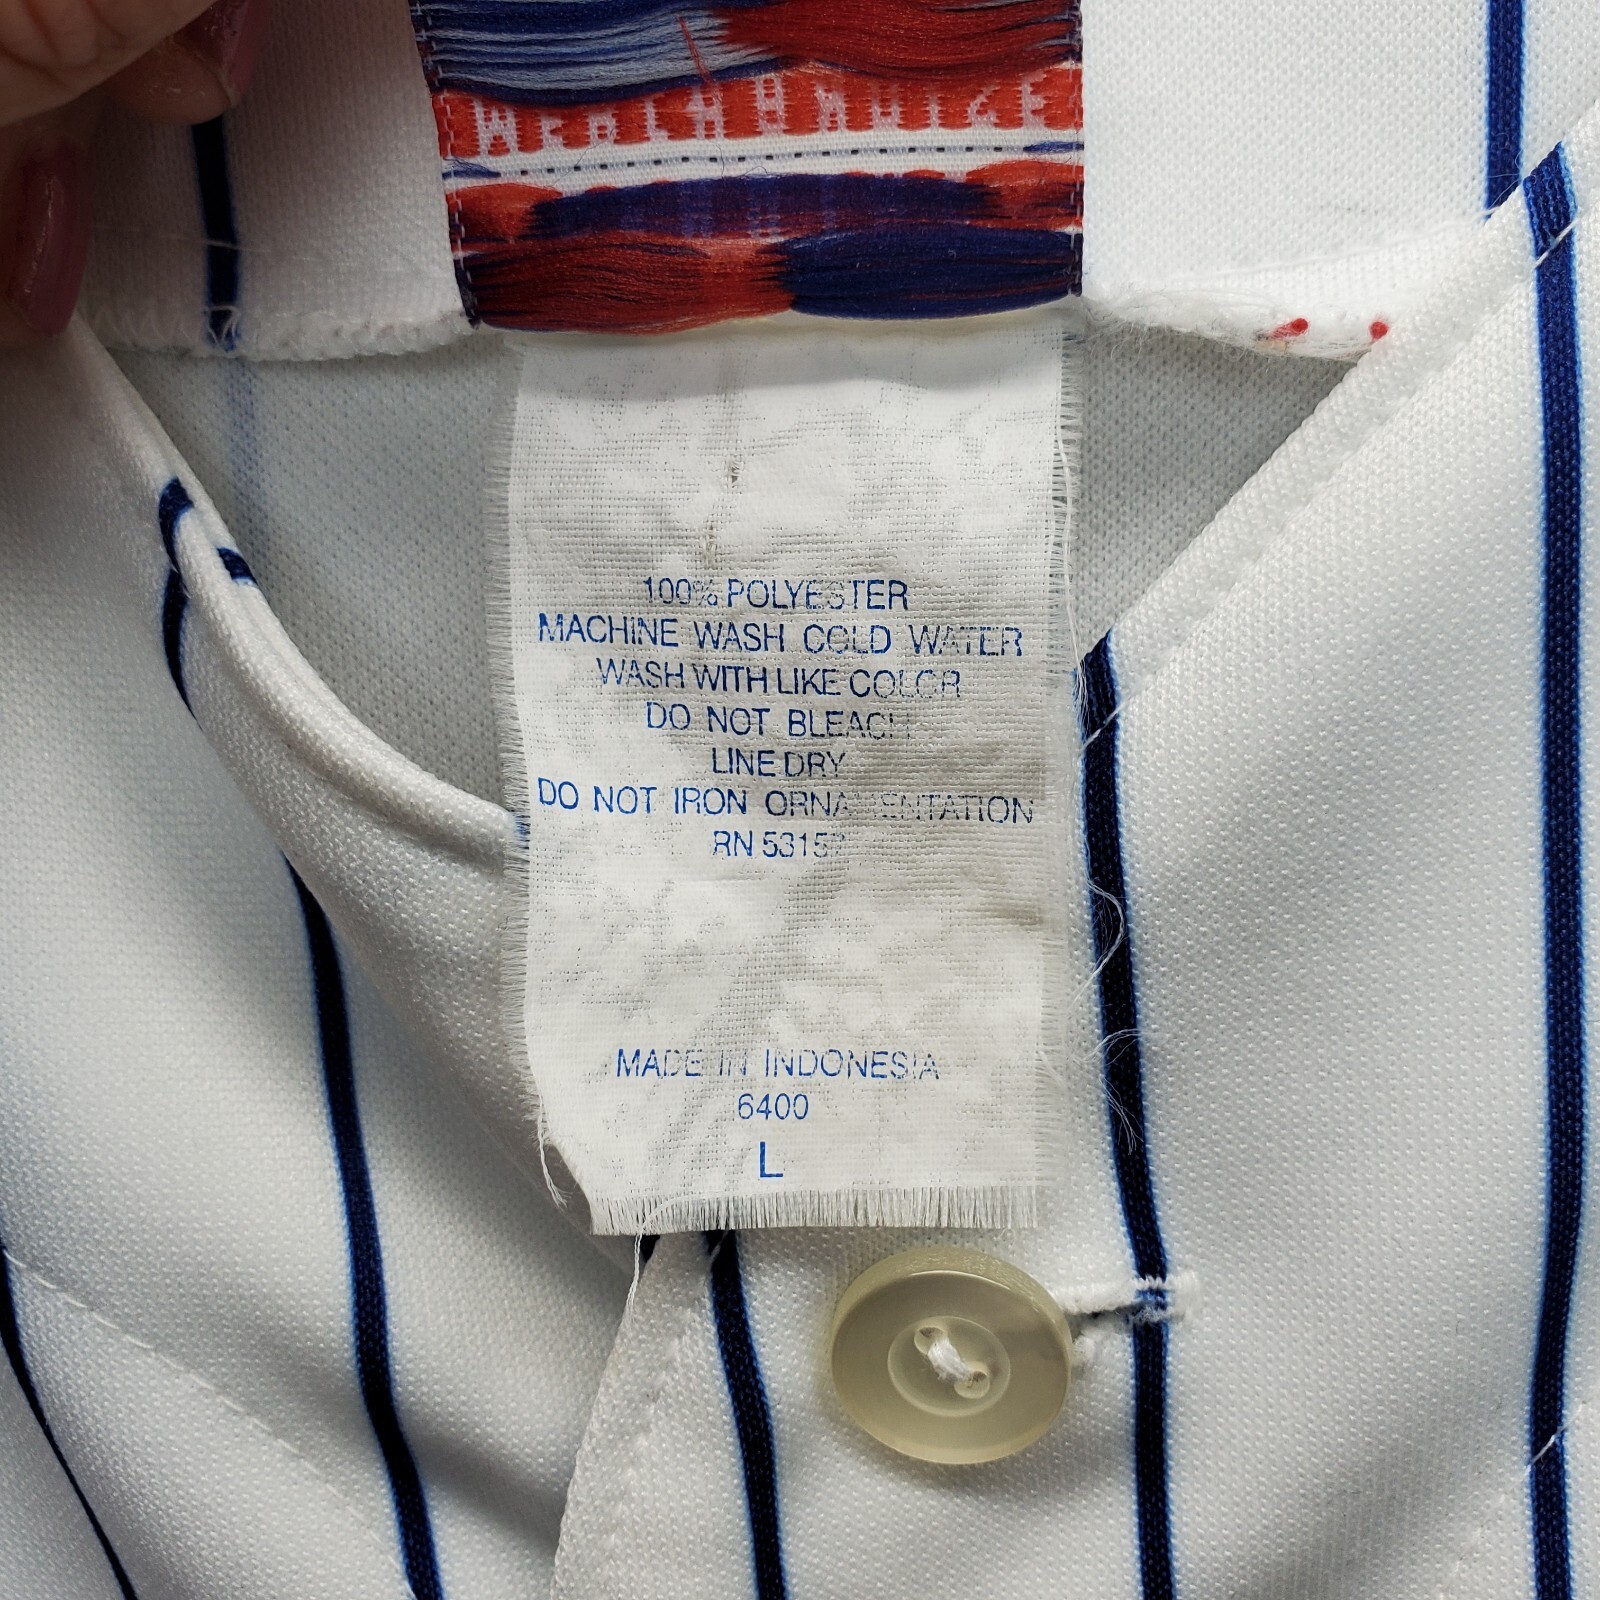 100% POLYESTER
MACHINE WASH COLD WATER
WASH WITH LIKE COLOR
DO NOT BLEACH
LINE DRY
DO NOT IRON ORNAMENTATION
RN
MADE IN INDONESIA
6400
L